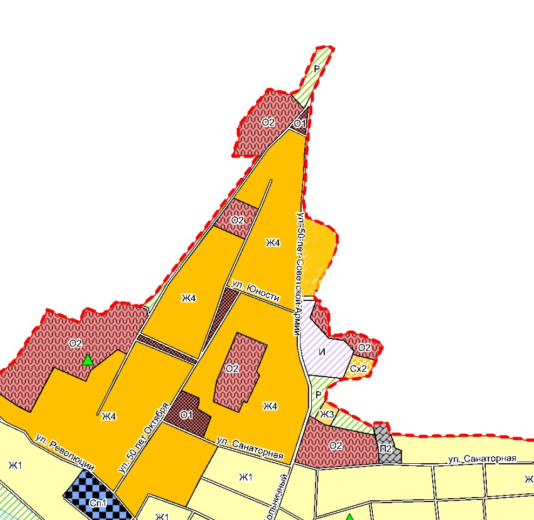 Р
О2
О1
О2
Ж4
ул. 50-лет-Советской Армии
ул. Юности
Ж4
О2
И
О2
Сх2
О2
Р
О1
Ж4
Ж3
Ж4
ул. 50 лет Октября
О2
П2
ул. Революции
ул. Санаторная
ул. Санаторная
Ж1
Ж1
Ж
Сп1
Ж1